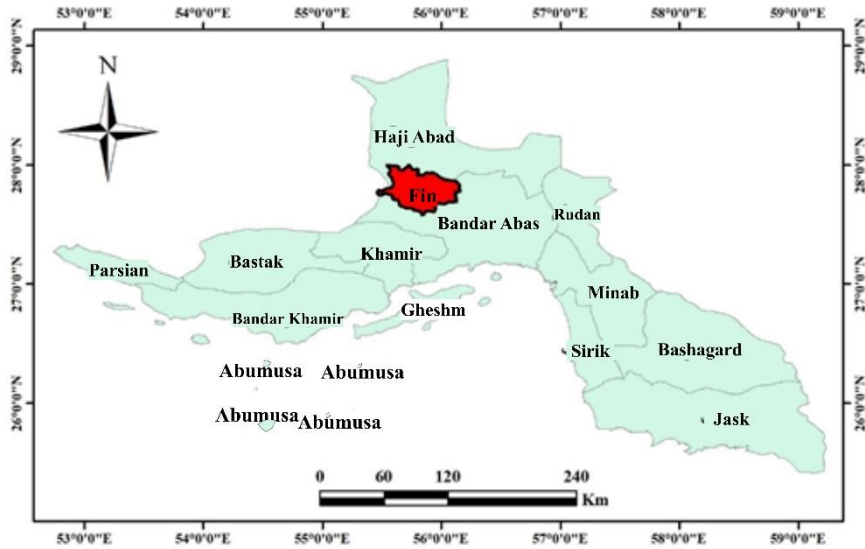 53°0'0"E 54°0'0"E 55°0'0"E 56°0'0"E 57°0'0"E 58°0'0"E 59°0'0"E
29°0'0"N
29°0'0"N
N
Haji Abad
28°0'0"N
28°0'0"N
Fin
Rudan
Bandar Abas
Khamir
Bastak
Parsian
27°0'0"N
27°0'0"N
Minab
Gheshm
Bandar Khamir
Sirik
Bashagard
Abumusa Abumusa
26°0'0"N
26°0'0"N
Abumusa Abumusa
Jask
0 60 120 240
Km
53°0'0"E 54°0'0"E 55°0'0"E 56°0'0"E 57°0'0"E 58°0'0"E 59°0'0"E